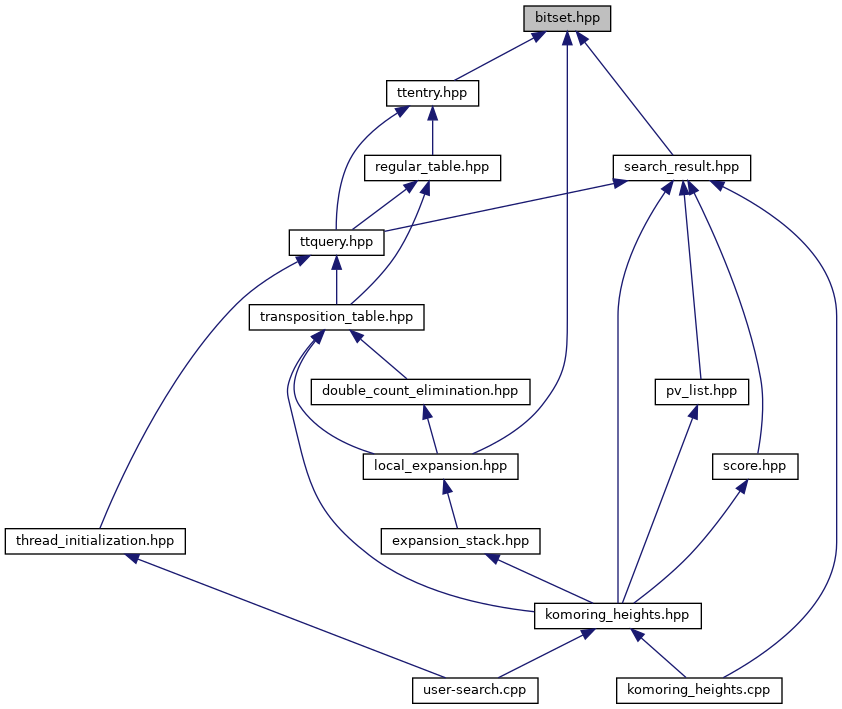 bitset.hpp
ttentry.hpp
regular_table.hpp
search_result.hpp
ttquery.hpp
transposition_table.hpp
double_count_elimination.hpp
pv_list.hpp
local_expansion.hpp
score.hpp
thread_initialization.hpp
expansion_stack.hpp
komoring_heights.hpp
user-search.cpp
komoring_heights.cpp